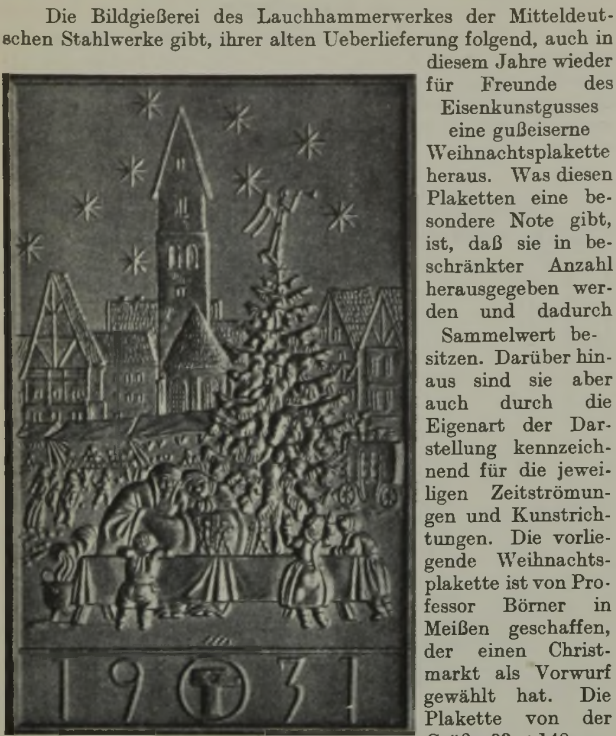 Die Bildgießerei des Lauchhammerwerkes der Mitteldeut-
schen Stahlwerke gibt, ihrer alten Ueberlieferung folgend, auch in
diesem Jahre wieder
für Freunde des
Eisenkunstgusses
eine gußeiserne
Weihnachtsplakette
heraus. Was diesen
Plaketten eine be-
sondere Note gibt,
ist, daß sie in be-
schränkter Anzahl
herausgegeben wer-
den und dadurch
Sammelwert be-
sitzen. Darüber hin-
aus sind sie aber
auch durch die
Eigenart der Dar-
stellung kennzeich-
nend für die jewei-
ligen Zeitströmun-
gen und Kunstrich-
tungen. Die vorlie-
gende Weihnachts-
plakette ist von Pro-
fessor Börner in
Meißen geschaffen,
der einen Christ-
markt als Vorwurf
gewählt hat. Die
Plakette von der
1931